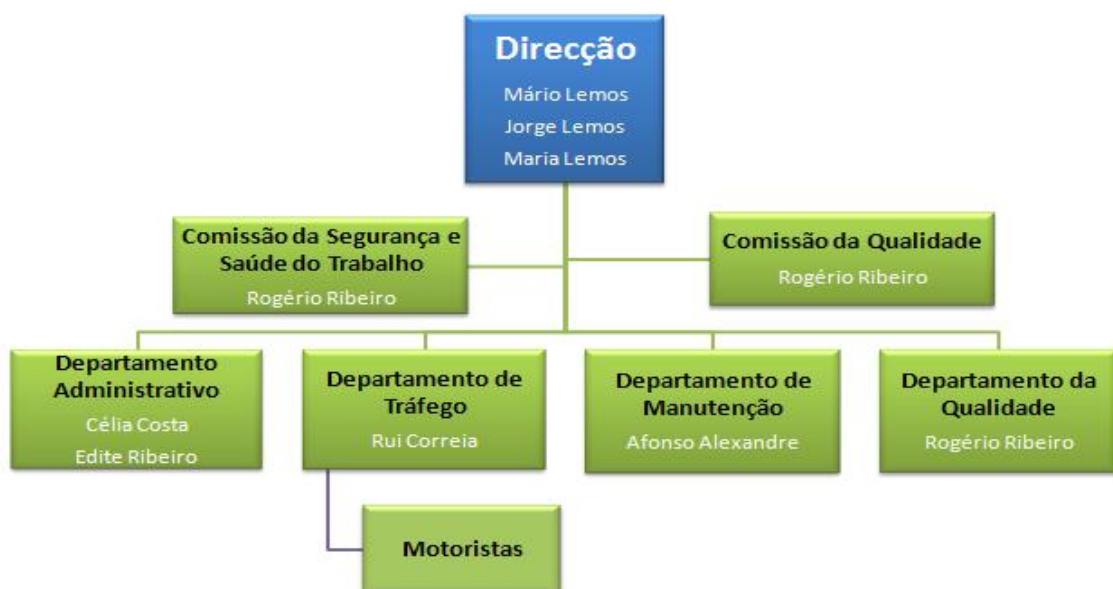 Direcção
Mário Lemos
Jorge Lemos
Maria Lemos
Comissão da Segurança e
Saúde do Trabalho
Rogério Ribeiro
Comissão da Qualidade
Rogério Ribeiro
Departamento
Administrativo
Célia Costa
Edite Ribeiro
Departamento de
Tráfego
Rui Correia
Departamento de
Manutenção
Afonso Alexandre
Departamento da
Qualidade
Rogério Ribeiro
Motoristas